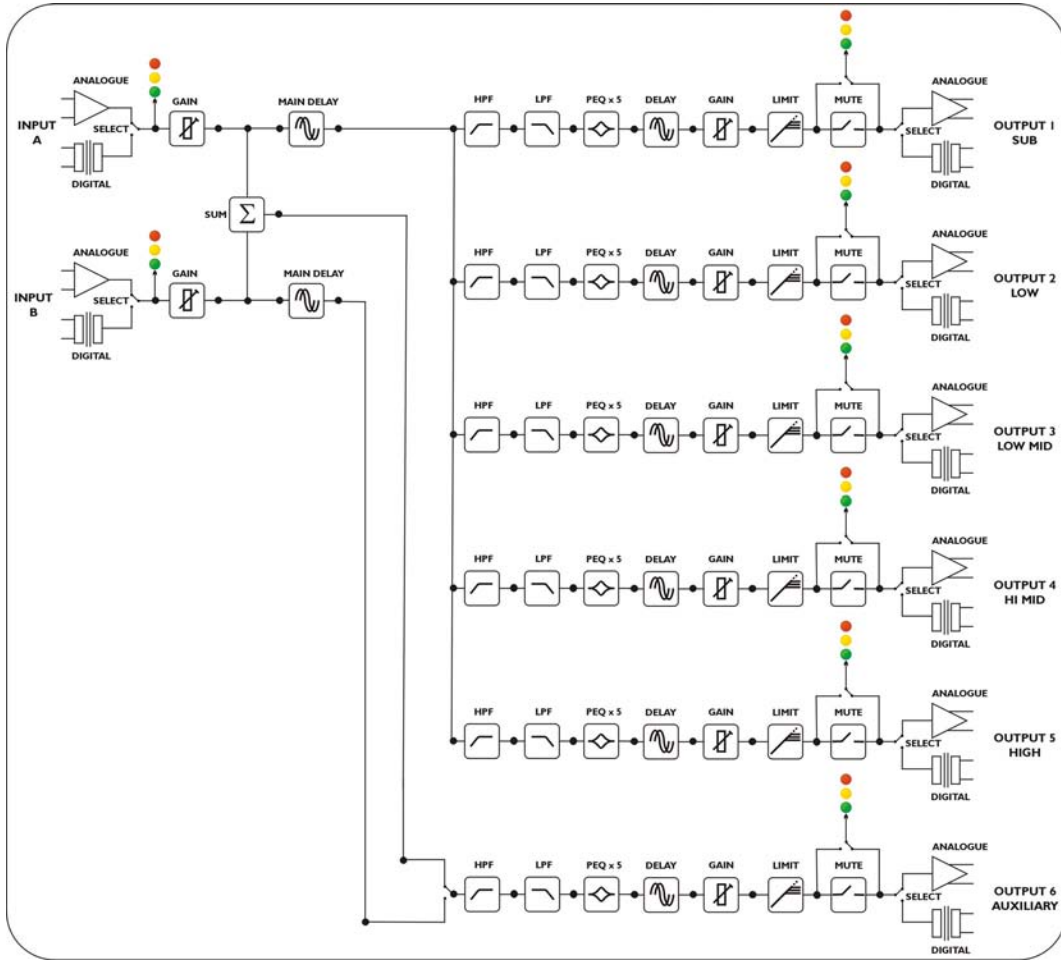 ANALOGUE
GAIN
MAIN DELAY
INPUT
A
SELECT
DIGITAL
SUM
Σ
ANALOGUE
GAIN
MAIN DELAY
INPUT
B
SELECT
DIGITAL
HPF LPF PEQ x 5 DELAY GAIN LIMIT MUTE
ANALOGUE
SELECT
DIGITAL
OUTPUT 1
SUB
HPF LPF PEQ x 5 DELAY GAIN LIMIT MUTE
ANALOGUE
SELECT
DIGITAL
OUTPUT 2
LOW
HPF LPF PEQ x 5 DELAY GAIN LIMIT MUTE
ANALOGUE
SELECT
DIGITAL
OUTPUT 3
LOW MID
HPF LPF PEQ x 5 DELAY GAIN LIMIT MUTE
ANALOGUE
SELECT
DIGITAL
OUTPUT 4
HI MID
HPF LPF PEQ x 5 DELAY GAIN LIMIT MUTE
ANALOGUE
SELECT
DIGITAL
OUTPUT 5
HIGH
HPF LPF PEQ x 5 DELAY GAIN LIMIT MUTE
ANALOGUE
SELECT
DIGITAL
OUTPUT 6
AUXILIARY